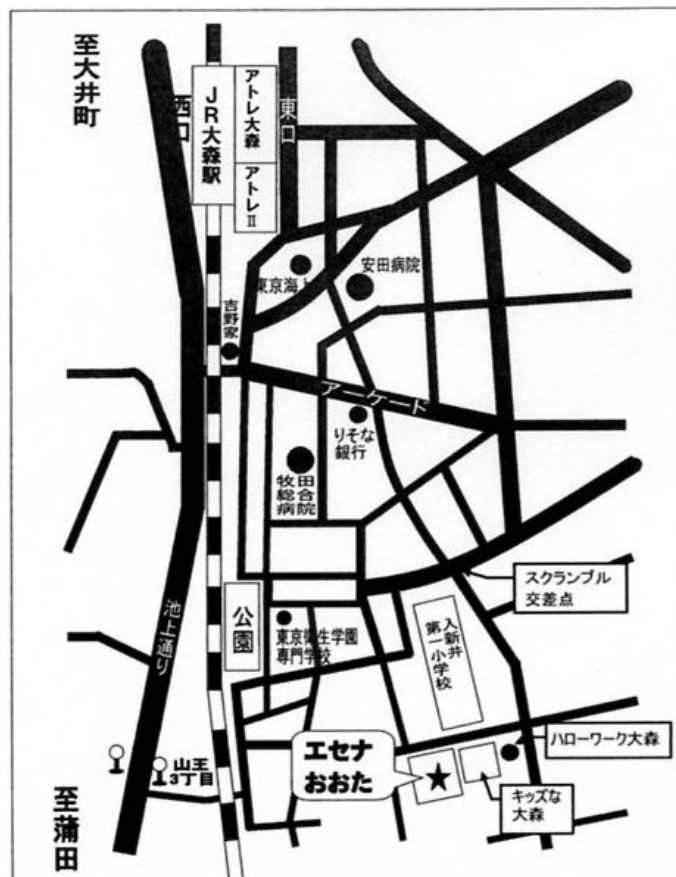 至大井町
西口
JR大森駅
アトレ大森
アトレⅡ
東口
東京海上
安田病院
吉野家
アーケード
りそな
銀行
牧田
総合
病院
スクランブル
交差点
公園
池上通り
東京衛生学園
専門学校
入新井
第一小学校
ハローワーク大森
エセナ
おおた
山王
3丁目
キッズな
大森
至蒲田